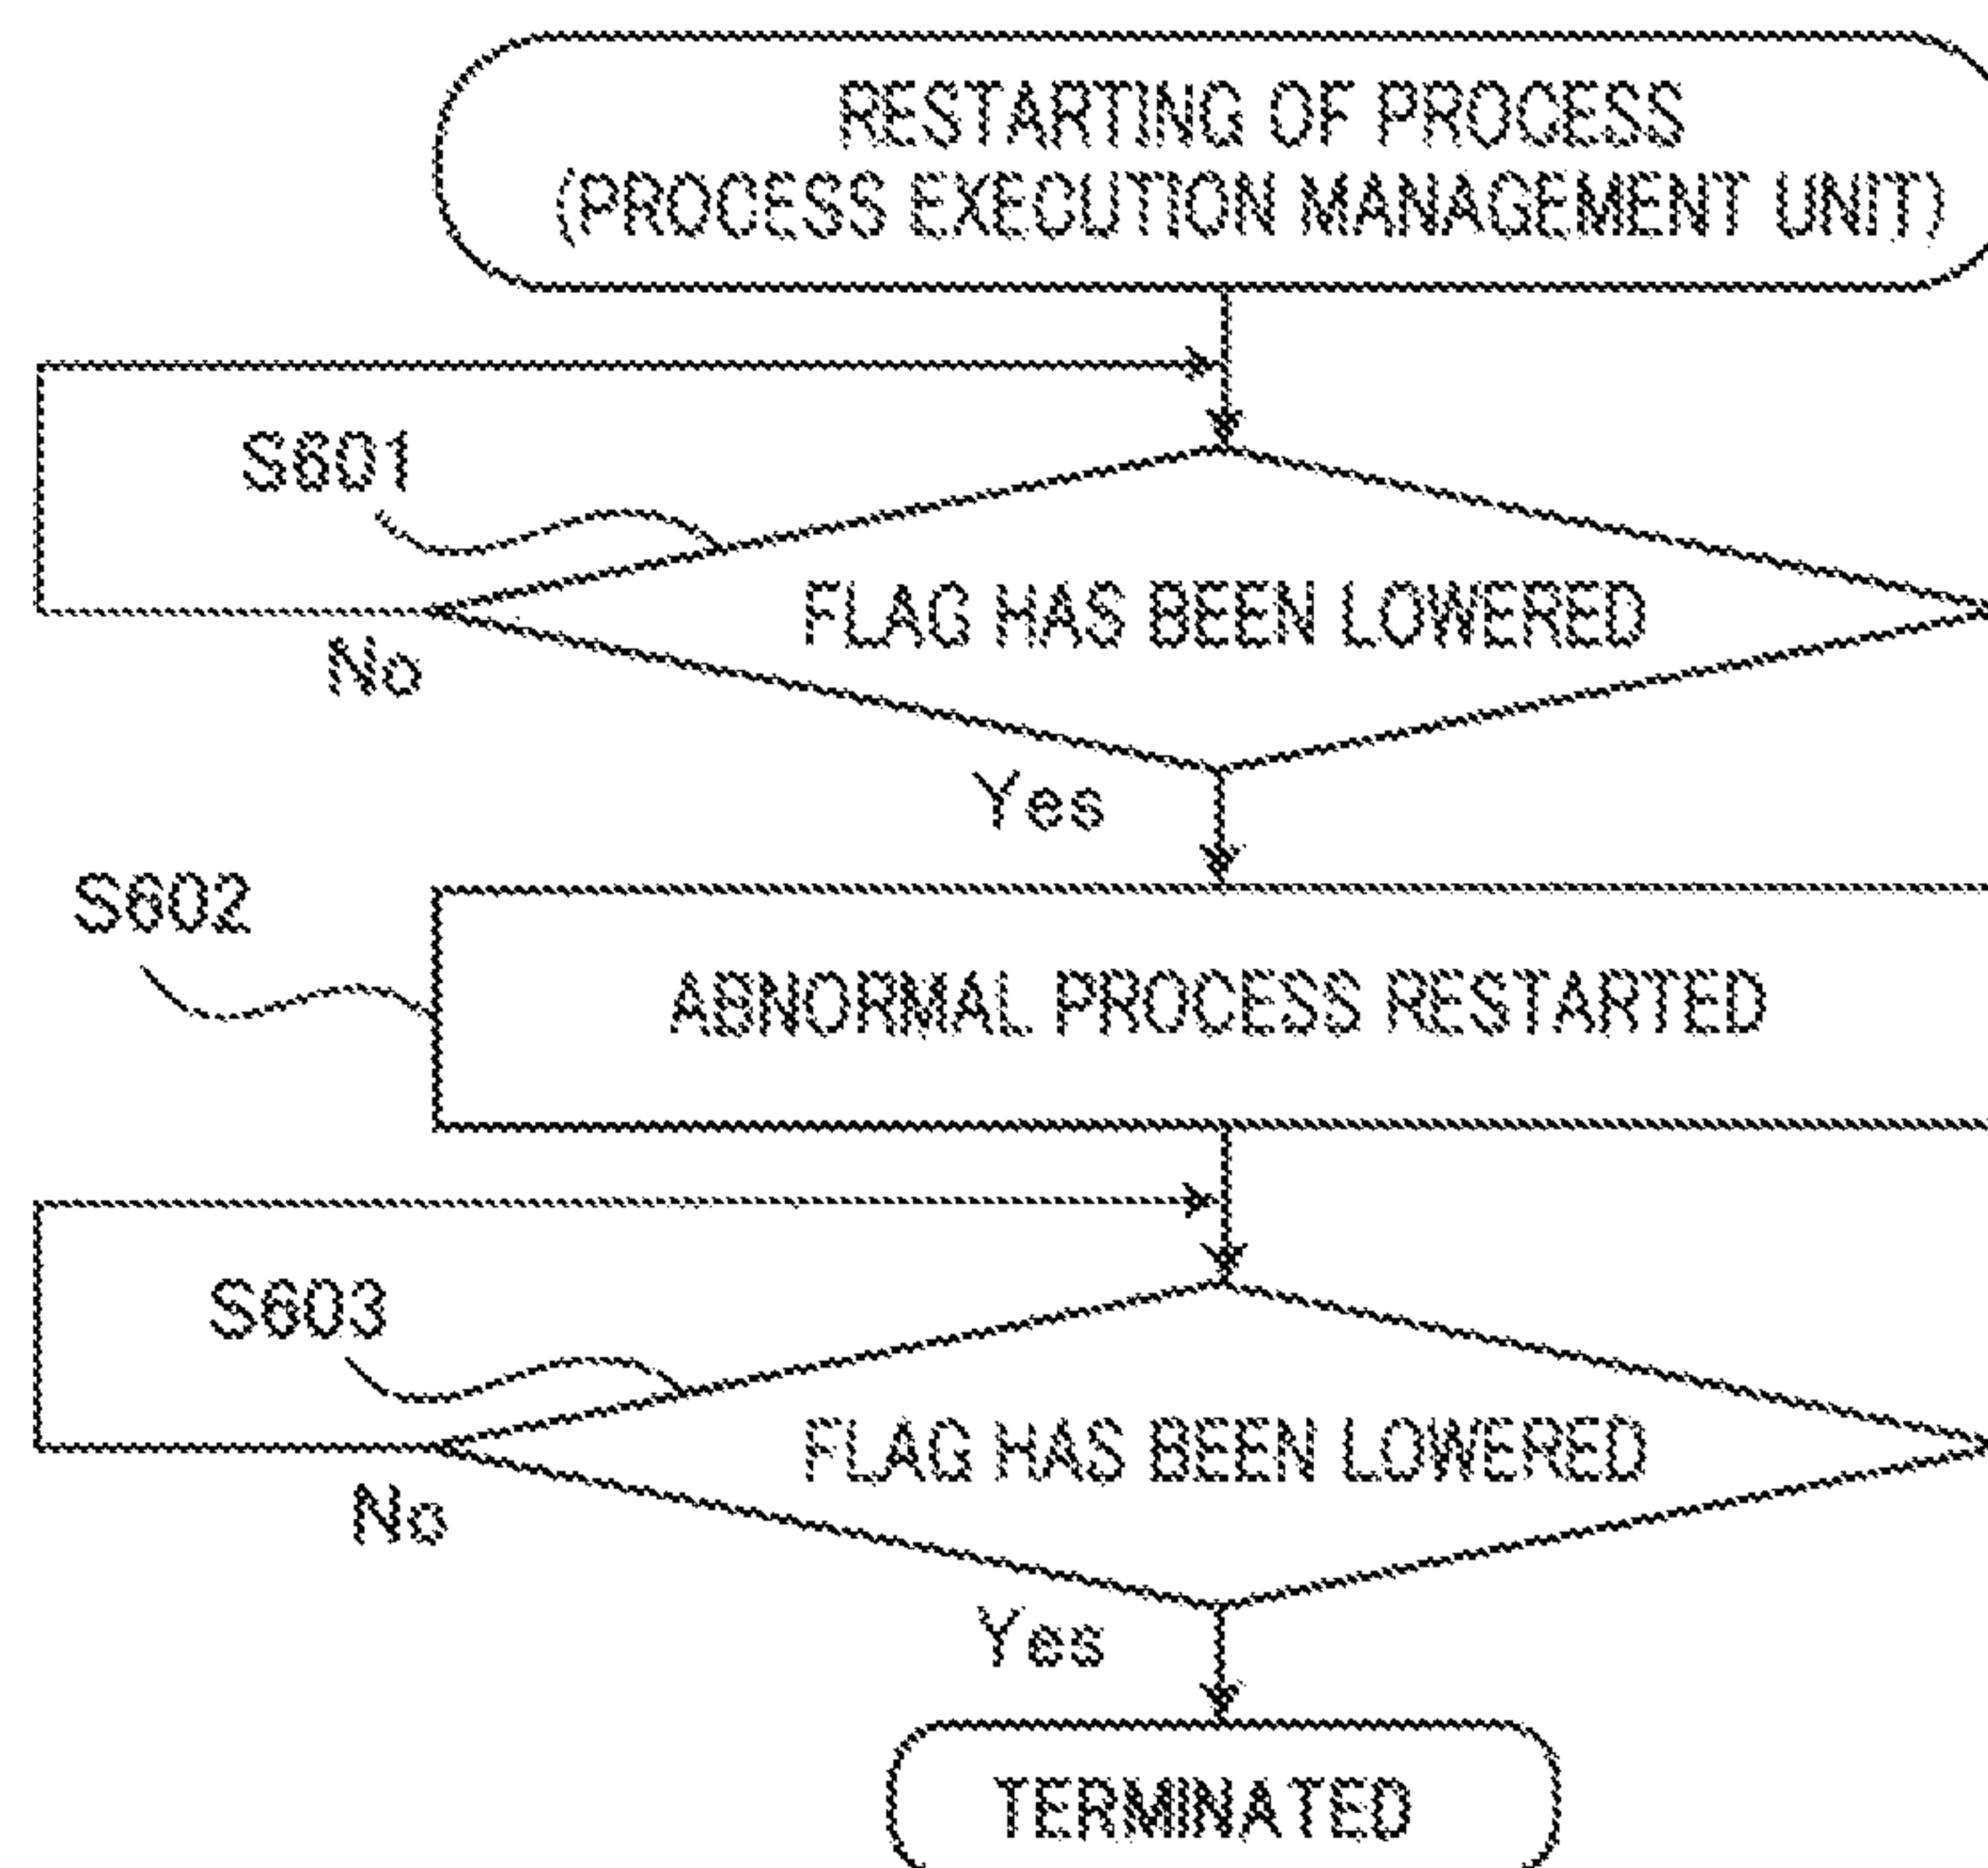 RESTARTING OF PROCESS
(PROCESS EXECUTION MANAGEMENT UNIT)
S601
FLAG HAS BEEN LOWERED
No
Yes
S602
ABNORMAL PROCESS RESTARTED
S603
FLAG HAS BEEN LOWERED
No
Yes
TERMINATED